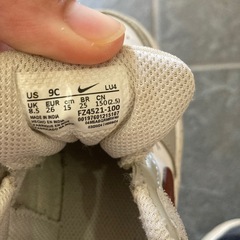 US 9C LU4
UK EUR cm BR CN
8.5 26 15 25 150(2.5)
MADE IN INDIA FZ4521-100